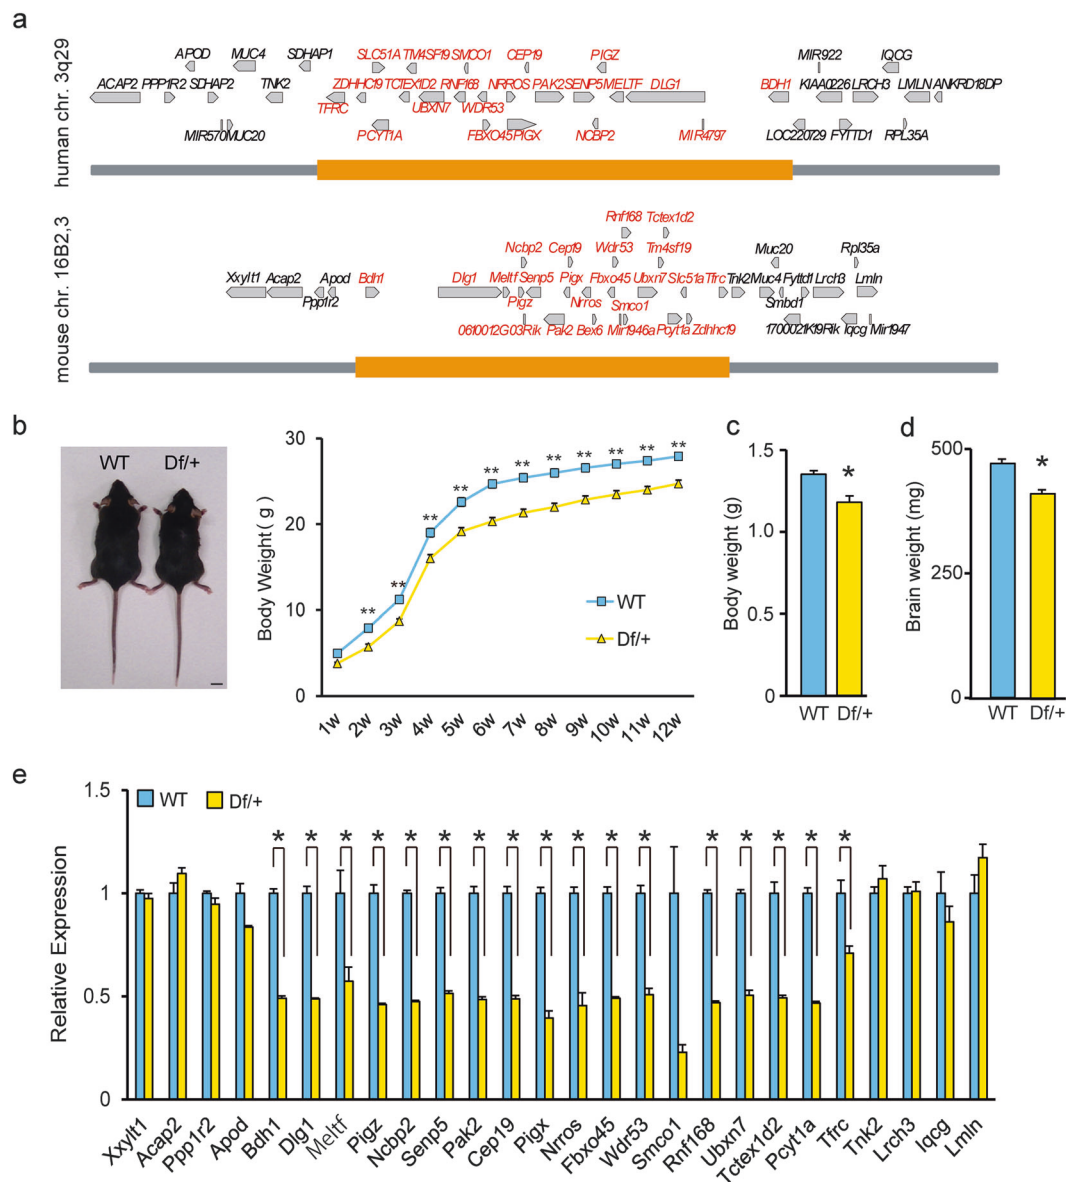 a
human chr. 3q29
APOD MUC4 SDHAP1 SLC51A TM4SF19 SMCO1 CEP19 PIGZ MIR922 IQCG
ACAP2 PPP1R2 SDHAP2 TNK2 ZDHHC19 TCTEX1D2 RNF168 NRROS PAK2 SENP5 MELTF DLG1 BDH1 KIAA0226 LRCH3 LMLN ANKRD18DP
TFRC UBXN7 WDR53
MIR570 MUC20 PCYT1A FBXO45 PIGX NCBP2 MIR4797 LOC220729 FYTTD1 RPL35A
mouse chr. 16B2,3
Rnf168 Tctex1d2
Ncbp2 Cep19 Wdr53 Tm4sf19 Muc20 Rpl35a
Xxylt1 Acap2 Apod Bdh1 Dlg1 Meltf Senp5 Pigx Fbxo45 Ubxn7 Slc51a Tfrc Tnk2 Muc4 Fyttd1 Lrch3 Lmln
Ppp1r2 Pigz Nrros Smco1 Smbd1
0610012G03Rik Pak2 Bex6 Mir1946a Pcyt1a Zdhhc19 1700021K19Rik Iqcg Mir1947
b
WT Df/+
Body Weight( g )
30
20
10
0
** ** ** ** ** ** ** ** ** ** **
WT
Df/+
1w 2w 3w 4w 5w 6w 7w 8w 9w 10w 11w 12w
c
Body weight (g)
1.5
1.0
0.5
0
*
WT Df/+
d
Brain weight (mg)
500
250
0
*
WT Df/+
e
Relative Expression
1.5
1
0.5
0
WT Df/+
* * * * * * * * * * * * * * * * *
Xxylt1 Acap2 Ppp1r2 Apod Bdh1 Dlg1 Meltf Pigz Ncbp2 Senp5 Pak2 Cep19 Pigx Nrros Fbxo45 Wdr53 Smco1 Rnf168 Ubxn7 Tctex1d2 Pcyt1a Tfrc Tnk2 Lrch3 Iqcg Lmln